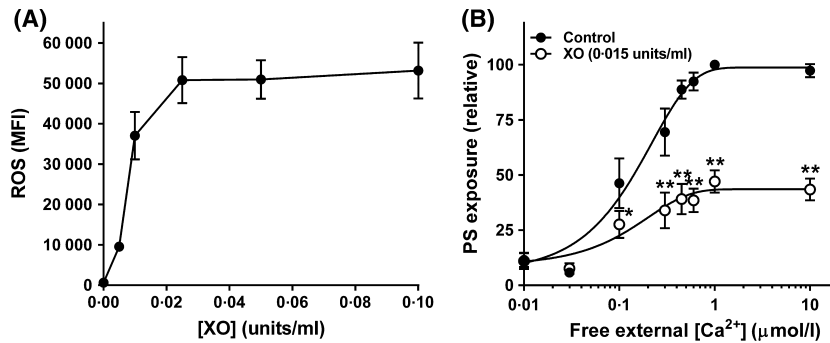 (A)
60 000
50 000
40 000
30 000
20 000
10 000
0
ROS (MFI)
0·00 0·02 0·04 0·06 0·08 0·10
[XO] (units/ml)
(B)
Control
XO (0·015 units/ml)
100
75
50
25
0
PS exposure (relative)
* ** ** ** ** **
0·01 0·1 1 10
Free external [Ca²⁺] (μmol/l)